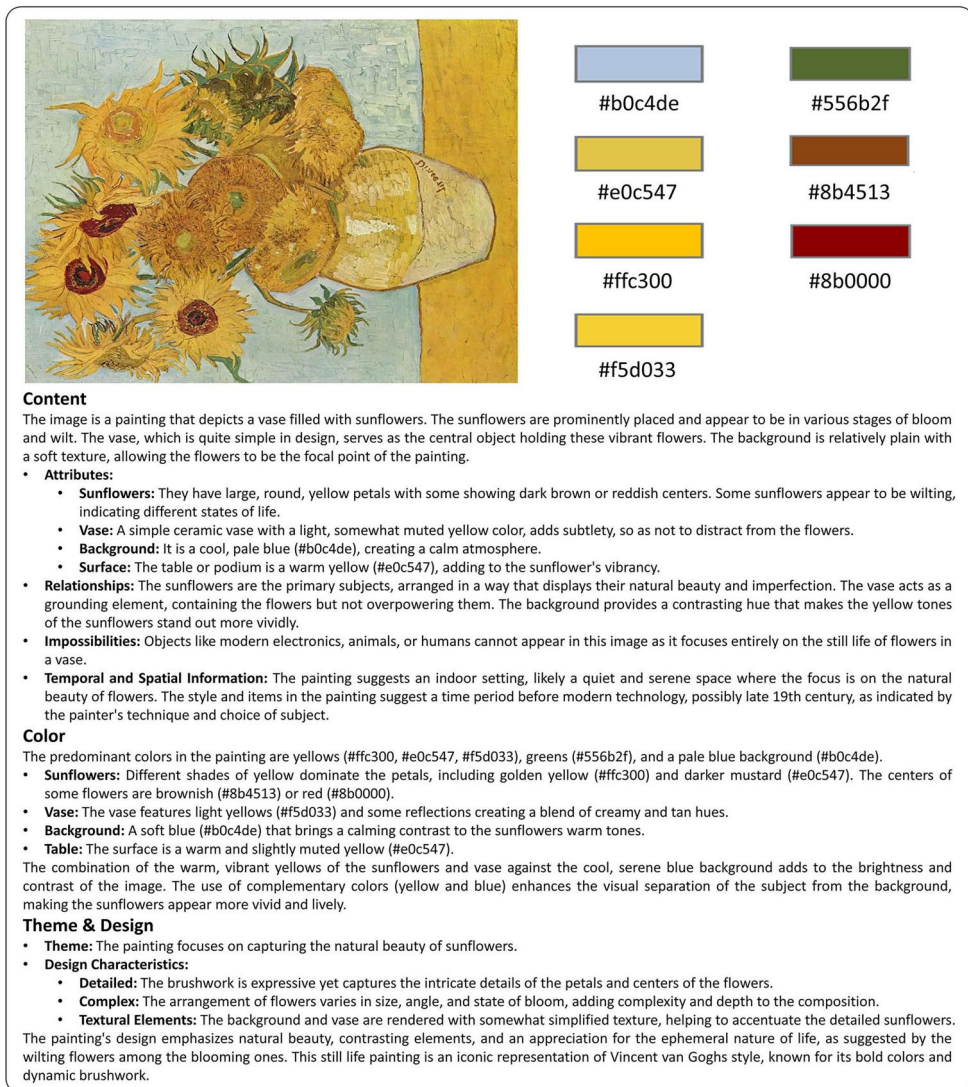 Vincent
#b0c4de
#556b2f
#e0c547
#8b4513
#ffc300
#8b0000
#f5d033
Content
The image is a painting that depicts a vase filled with sunflowers. The sunflowers are prominently placed and appear to be in various stages of bloom
and wilt. The vase, which is quite simple in design, serves as the central object holding these vibrant flowers. The background is relatively plain with
a soft texture, allowing the flowers to be the focal point of the painting.
• Attributes:
• Sunflowers: They have large, round, yellow petals with some showing dark brown or reddish centers. Some sunflowers appear to be wilting,
indicating different states of life.
• Vase: A simple ceramic vase with a light, somewhat muted yellow color, adds subtlety, so as not to distract from the flowers.
• Background: It is a cool, pale blue (#b0c4de), creating a calm atmosphere.
• Surface: The table or podium is a warm yellow (#e0c547), adding to the sunflower's vibrancy.
• Relationships: The sunflowers are the primary subjects, arranged in a way that displays their natural beauty and imperfection. The vase acts as a
grounding element, containing the flowers but not overpowering them. The background provides a contrasting hue that makes the yellow tones
of the sunflowers stand out more vividly.
• Impossibilities: Objects like modern electronics, animals, or humans cannot appear in this image as it focuses entirely on the still life of flowers in
a vase.
• Temporal and Spatial Information: The painting suggests an indoor setting, likely a quiet and serene space where the focus is on the natural
beauty of flowers. The style and items in the painting suggest a time period before modern technology, possibly late 19th century, as indicated by
the painter's technique and choice of subject.
Color
The predominant colors in the painting are yellows (#ffc300, #e0c547, #f5d033), greens (#556b2f), and a pale blue background (#b0c4de).
• Sunflowers: Different shades of yellow dominate the petals, including golden yellow (#ffc300) and darker mustard (#e0c547). The centers of
some flowers are brownish (#8b4513) or red (#8b0000).
• Vase: The vase features light yellows (#f5d033) and some reflections creating a blend of creamy and tan hues.
• Background: A soft blue (#b0c4de) that brings a calming contrast to the sunflowers warm tones.
• Table: The surface is a warm and slightly muted yellow (#e0c547).
The combination of the warm, vibrant yellows of the sunflowers and vase against the cool, serene blue background adds to the brightness and
contrast of the image. The use of complementary colors (yellow and blue) enhances the visual separation of the subject from the background,
making the sunflowers appear more vivid and lively.
Theme & Design
• Theme: The painting focuses on capturing the natural beauty of sunflowers.
• Design Characteristics:
• Detailed: The brushwork is expressive yet captures the intricate details of the petals and centers of the flowers.
• Complex: The arrangement of flowers varies in size, angle, and state of bloom, adding complexity and depth to the composition.
• Textural Elements: The background and vase are rendered with somewhat simplified texture, helping to accentuate the detailed sunflowers.
The painting's design emphasizes natural beauty, contrasting elements, and an appreciation for the ephemeral nature of life, as suggested by the
wilting flowers among the blooming ones. This still life painting is an iconic representation of Vincent van Goghs style, known for its bold colors and
dynamic brushwork.